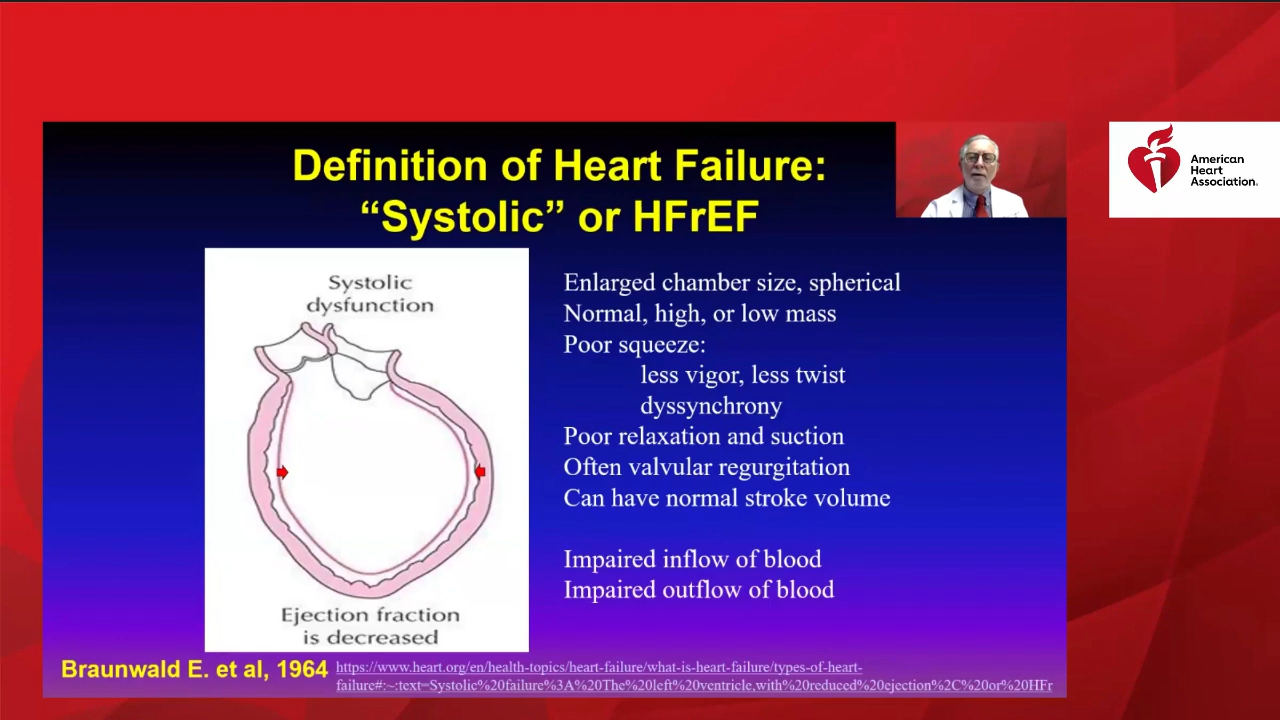 Definition of Heart Failure:
“Systolic” or HFrEF
American
Heart
Association.
Systolic
dysfunction
Ejection fraction
is decreased
Enlarged chamber size, spherical
Normal, high, or low mass
Poor squeeze:
less vigor, less twist
dyssynchrony
Poor relaxation and suction
Often valvular regurgitation
Can have normal stroke volume
Impaired inflow of blood
Impaired outflow of blood
Braunwald E. et al, 1964
https://www.heart.org/en/health-topics/heart-failure/what-is-heart-failure/types-of-heart-
failure#:~:text=Systolic%20failure%3A%20The%20left%20ventricle,with%20reduced%20ejection%2C%20or%20HFr